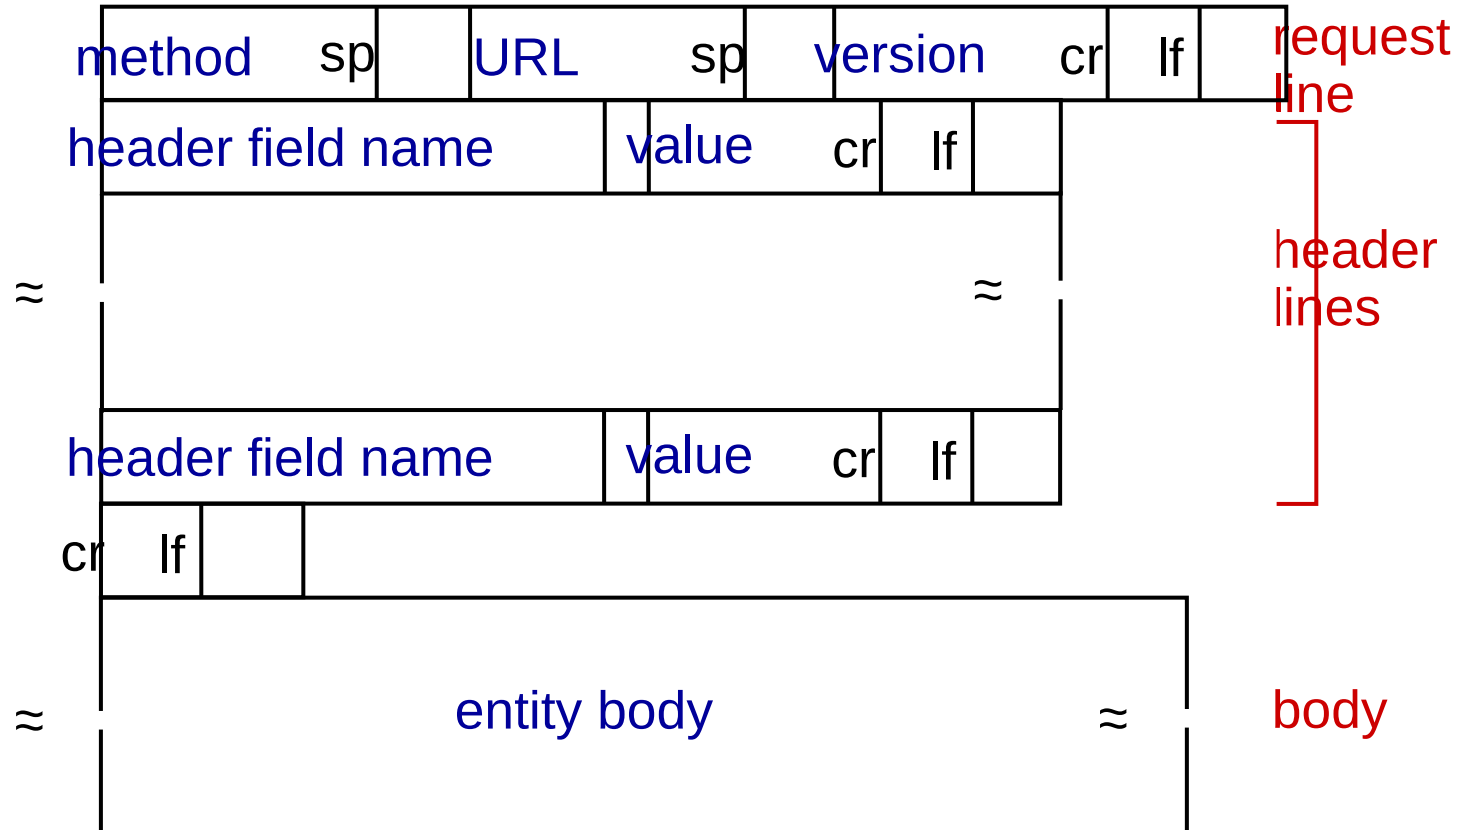 method sp URL sp version cr lf
request
line
header field name value cr lf
header
lines
≈ ≈
header field name value cr lf
cr lf
≈ entity body ≈
body